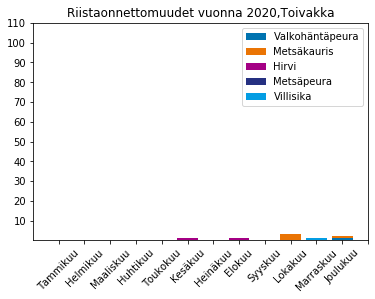 Riistaonnettomuudet vuonna 2020,Toivakka
110
100
90
80
70
60
50
40
30
20
10
Valkohäntäpeura
Metsäkauris
Hirvi
Metsäpeura
Villisika
Tammikuu
Helmikuu
Maaliskuu
Huhtikuu
Toukokuu
Kesäkuu
Heinäkuu
Elokuu
Syyskuu
Lokakuu
Marraskuu
Joulukuu